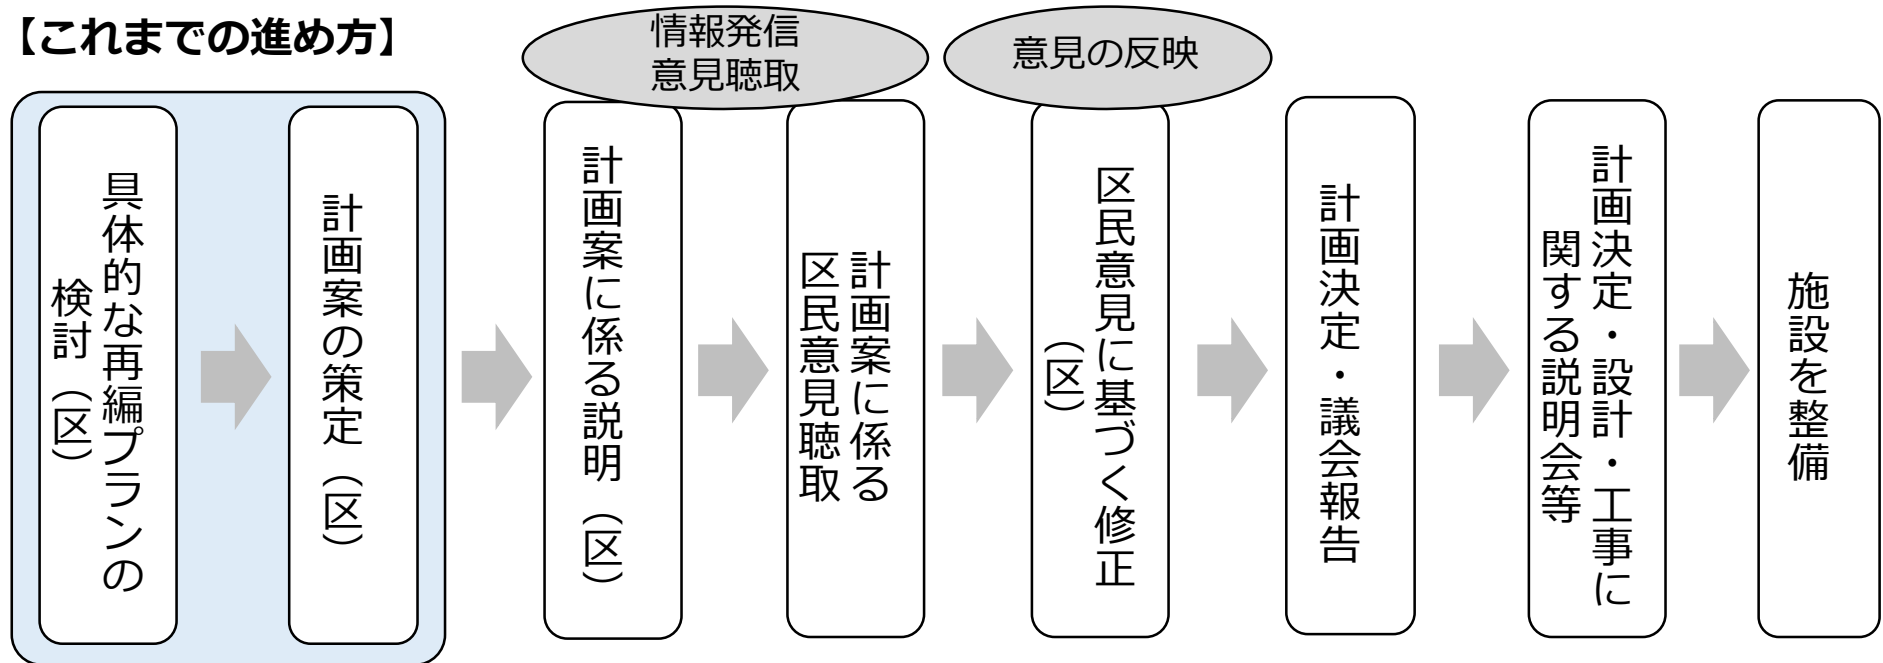 【これまでの進め方】
情報発信
意見聴取
意見の反映
具体的な再編プランの
検討（区）
計画案の策定（区）
計画案に係る説明（区）
計画案に係る
区民意見聴取
区民意見に基づく修正
（区）
計画決定・議会報告
計画決定・設計・工事に
関する説明会等
施設を整備